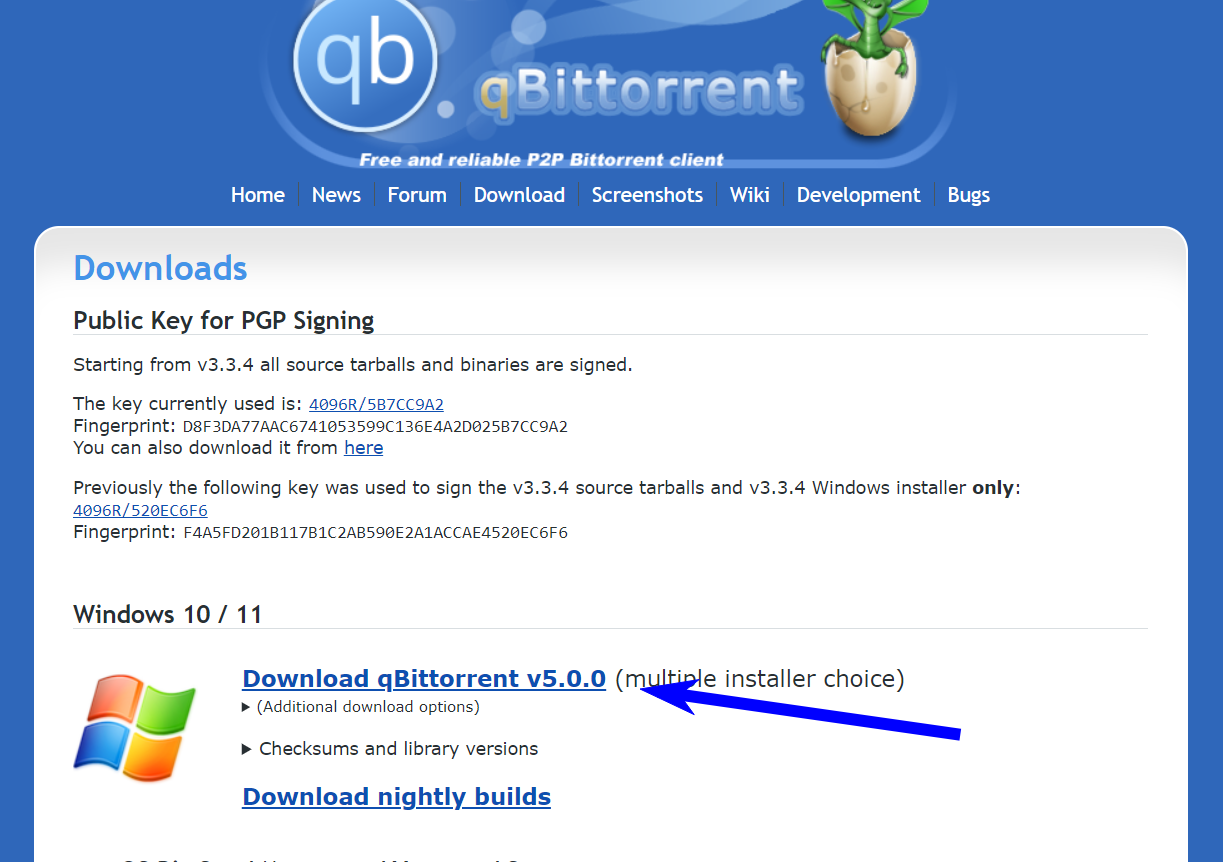 qb
qBittorrent
Free and reliable P2P Bittorrent client
Home News Forum Download Screenshots Wiki Development Bugs
Downloads
Public Key for PGP Signing
Starting from v3.3.4 all source tarballs and binaries are signed.
The key currently used is: 4096R/5B7CC9A2
Fingerprint: D8F3DA77AAC6741053599C136E4A2D025B7CC9A2
You can also download it from here
Previously the following key was used to sign the v3.3.4 source tarballs and v3.3.4 Windows installer only:
4096R/520EC6F6
Fingerprint: F4A5FD201B117B1C2AB590E2A1ACCAE4520EC6F6
Windows 10 / 11
Download qBittorrent v5.0.0 (multiple installer choice)
(Additional download options)
Checksums and library versions
Download nightly builds